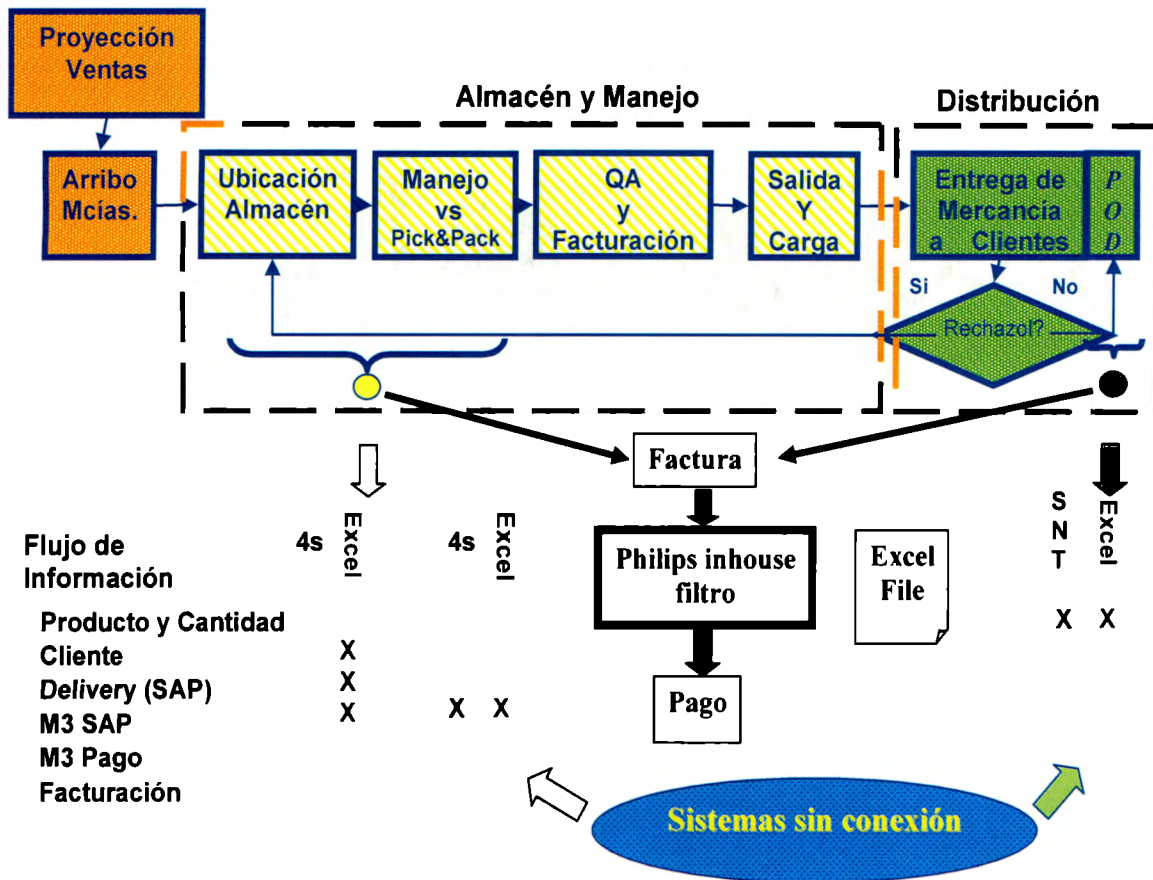 Proyección
Ventas
Almacén y Manejo
Distribución
Arribo
Mcías.
Ubicación
Almacén
Manejo
vs
Pick&Pack
QA
y
Facturación
Salida
Y
Carga
Entrega de
Mercancía
a Clientes
P
O
D
Si
No
Rechazol?
Factura
Flujo de
Información
4s
Excel
4s
Excel
Philips inhouse
filtro
Excel
File
S
N
T
Excel
Producto y Cantidad
X X
Cliente
X
Delivery (SAP)
X
M3 SAP
X X X
M3 Pago
Facturación
Pago
Sistemas sin conexión